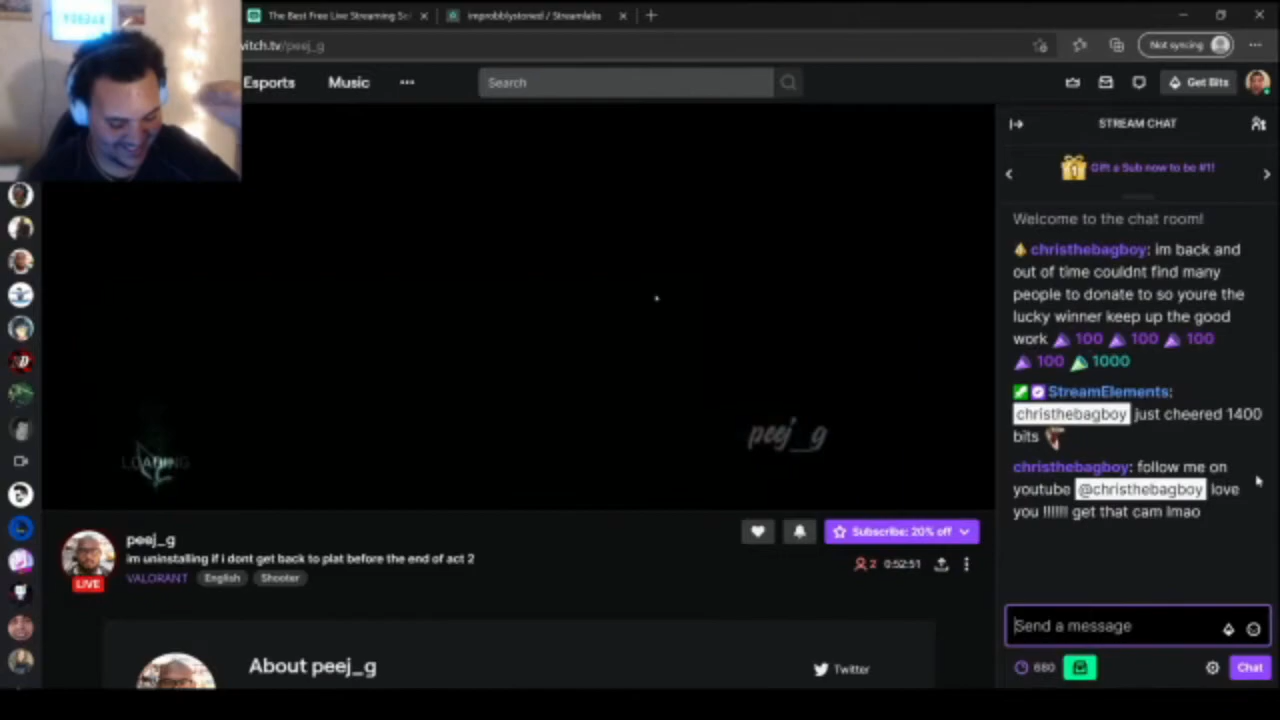 The Best Free Live Streaming So
improbblystoned / Streamlabs
witch.tv/peej_g
Not syncing
Esports
Music
Search
Get Bits
STREAM CHAT
Gift a Sub now to be #1!
Welcome to the chat room!
christhebagboy: im back and
out of time couldnt find many
people to donate to so youre the
lucky winner keep up the good
work 100 100 100
100 1000
StreamElements:
christhebagboy just cheered 1400
bits
christhebagboy: follow me on
youtube @christhebagboy love
you !!!!!! get that cam lmao
LOADING
peej_g
peej_g
im uninstalling if i dont get back to plat before the end of act 2
VALORANT English Shooter
LIVE
Subscribe: 20% off
2 0:52:51
About peej_g
Twitter
Send a message
680
Chat